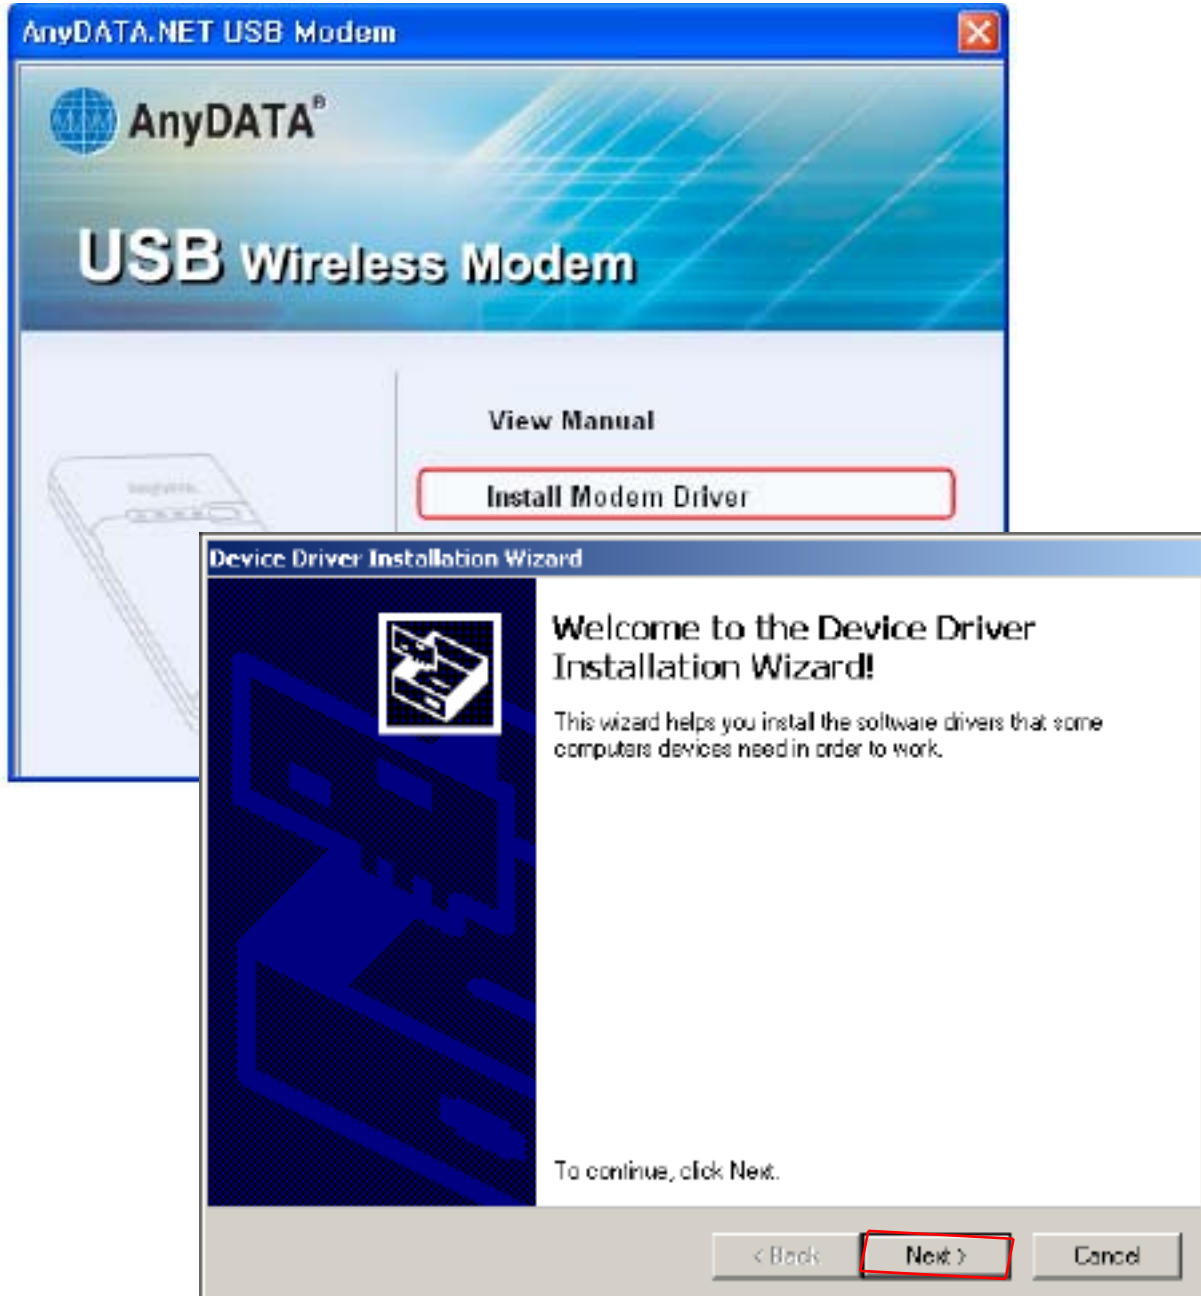 AnyDATA.NET USB Modem
AnyDATA®
USB Wireless Modem
View Manual
Install Modem Driver
Device Driver Installation Wizard
Welcome to the Device Driver
Installation Wizard!
This wizard helps you install the software drivers that some
computers devices need in order to work.
To continue, click Next.
< Back
Next >
Cancel